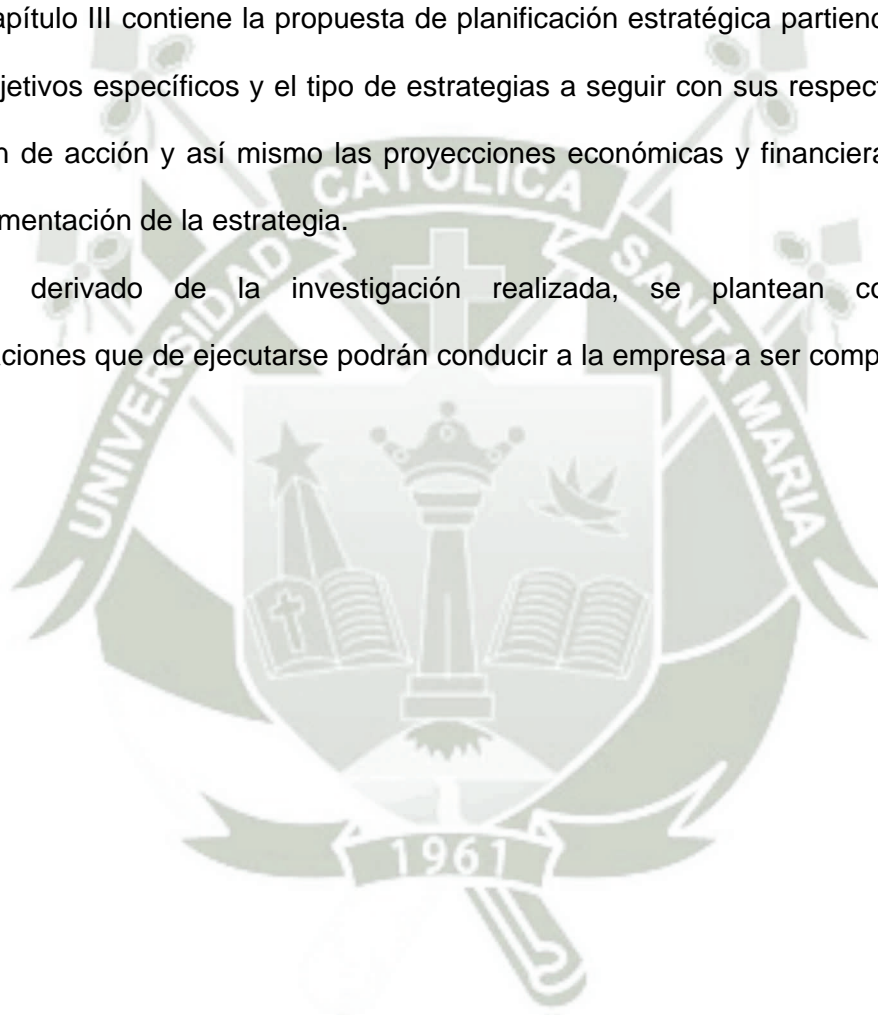 apítulo III contiene la propuesta de planificación estratégica partiend
jetivos específicos y el tipo de estrategias a seguir con sus respect
n de acción y así mismo las proyecciones económicas y financiera
mentación de la estrategia.
derivado de la investigación realizada, se plantean co
aciones que de ejecutarse podrán conducir a la empresa a ser comp
UNIVERSIDAD CATOLICA SANTA MARIA
1961